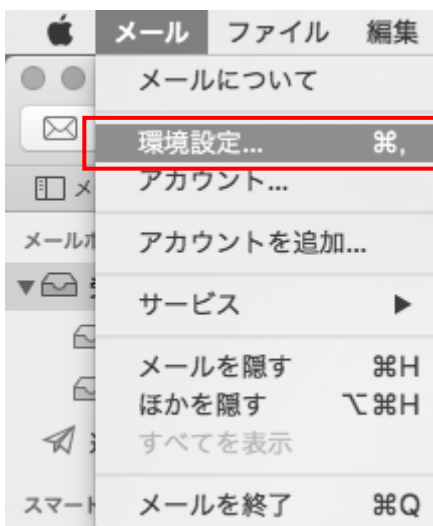 メール ファイル 編集
メールについて
環境設定... ⌘,
アカウント...
アカウントを追加...
サービス ▶
メールを隠す ⌘H
ほかを隠す ⌥⌘H
すべてを表示
メールを終了 ⌘Q
メ
メールボ
スマート